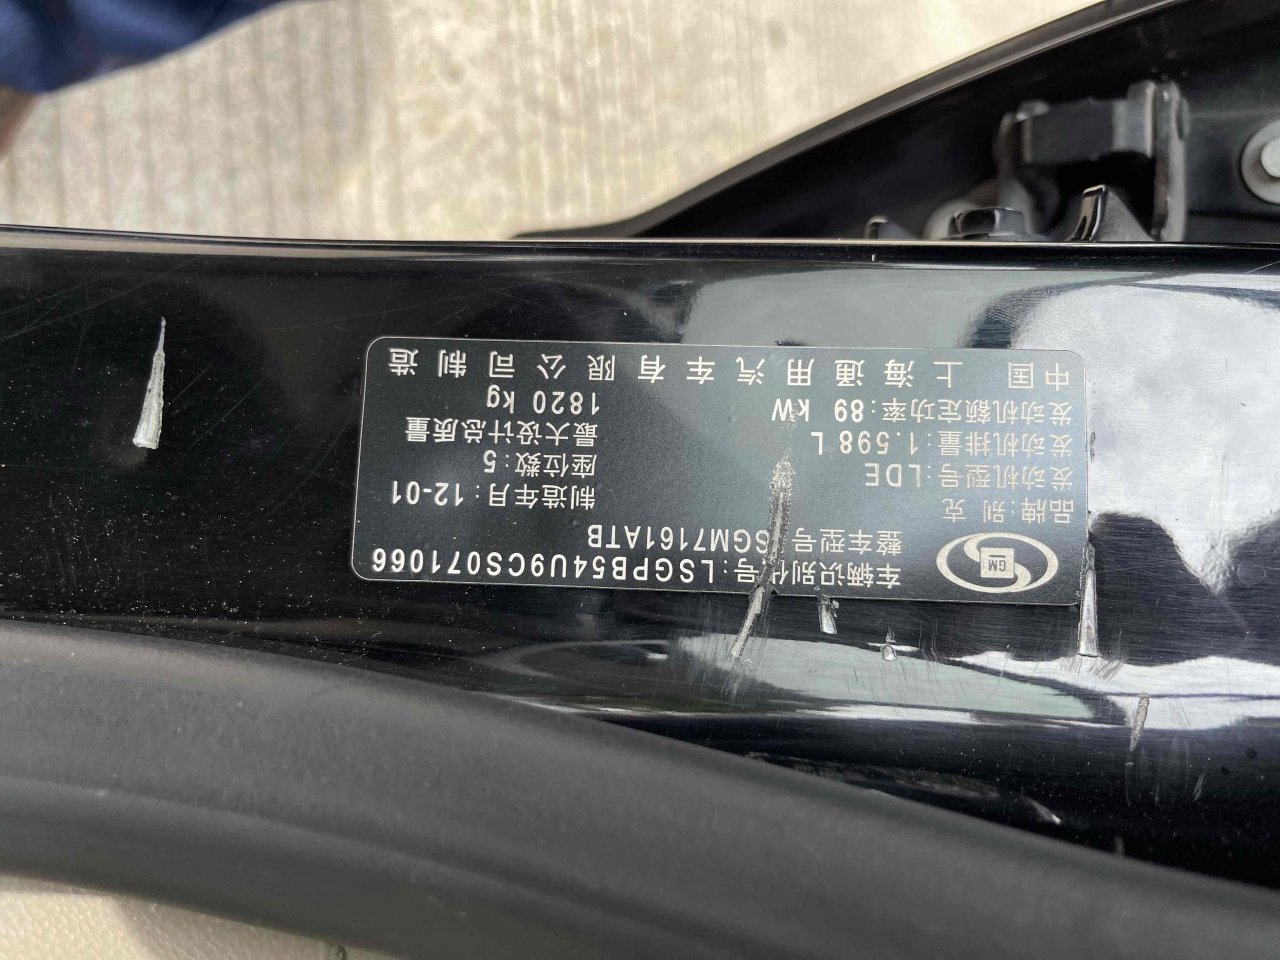 车辆识别代号:LSGPB54U9CS071066
整车型号:SGM7161ATB
品牌:别克
制造年月:12-01
发动机型号:LDE
座位数:5
发动机排量:1.598 L
最大设计总质量
发动机额定功率:89 kW
1820 kg
中国 上海通用汽车有限公司制造
GM